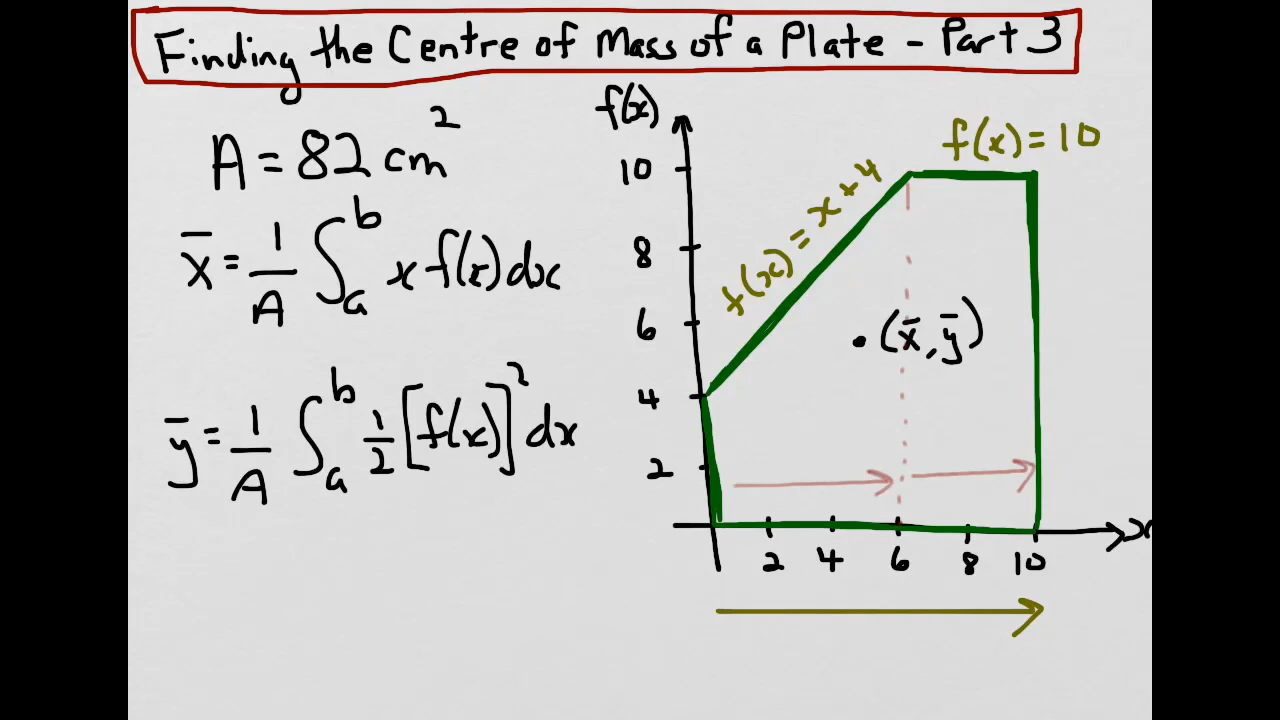 Finding the Centre of Mass of a Plate - Part 3
A = 82 cm²
x̄ = 1/A ∫ₐᵇ x f(x) dx
ȳ = 1/A ∫ₐᵇ 1/2 [f(x)]² dx
f(x)
f(x) = 10
f(x) = x + 4
10
8
6
4
2
(x̄, ȳ)
x
2 4 6 8 10